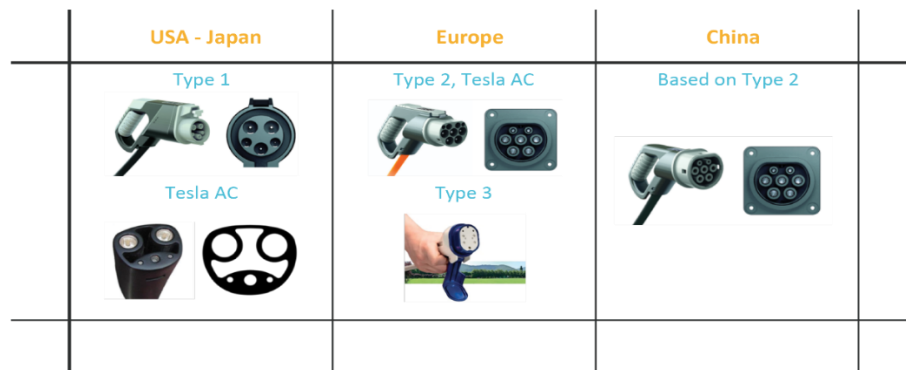 USA - Japan
Europe
China
Type 1
Type 2, Tesla AC
Based on Type 2
Tesla AC
Type 3